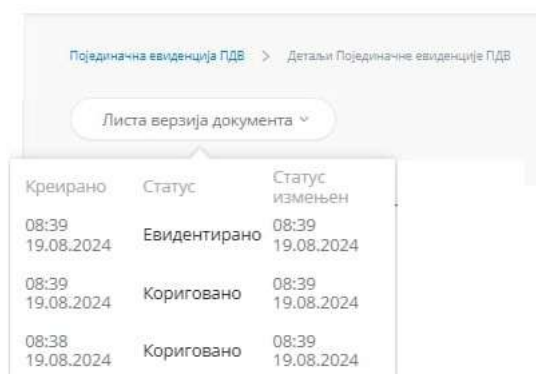 Појединачна евиденција ПДВ > Детаљи Појединачне евиденције ПДВ
Листа верзија документа
Креирано Статус Статус измењен
08:39 19.08.2024 Евидентирано 08:39 19.08.2024
08:39 19.08.2024 Кориговано 08:39 19.08.2024
08:38 19.08.2024 Кориговано 08:39 19.08.2024